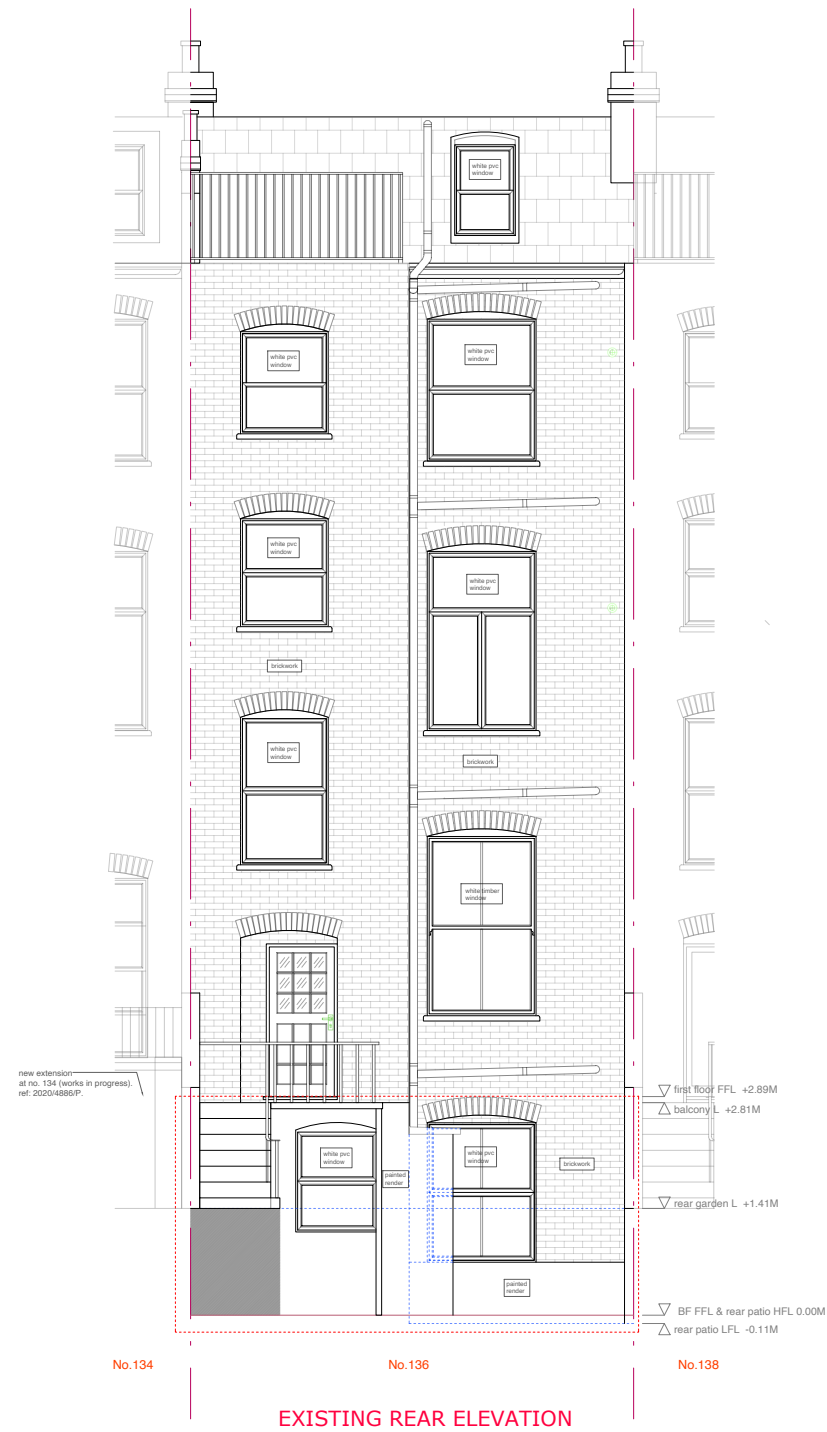 white pvc
window
white pvc
window
white pvc
window
white pvc
window
white pvc
window
brickwork
white pvc
window
brickwork
white timber
window
new extension
at no. 134 (works in progress).
ref: 2020/4886/P.
first floor FFL +2.89M
balcony L +2.81M
white pvc
window
white pvc
window
brickwork
painted
render
rear garden L +1.41M
painted
render
BF FFL & rear patio HFL 0.00M
rear patio LFL -0.11M
No.134
No.136
No.138
EXISTING REAR ELEVATION